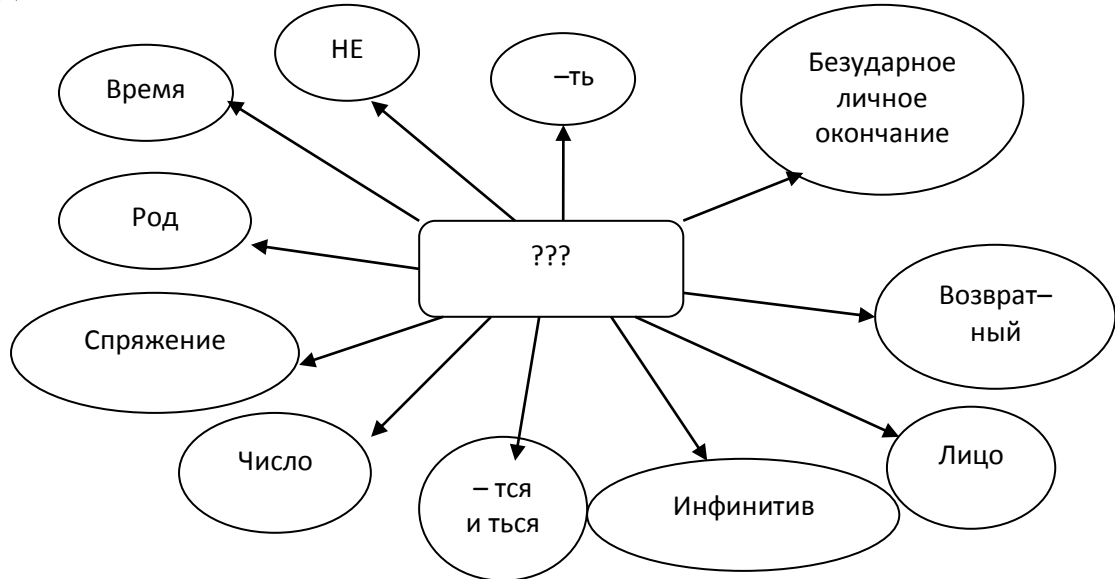 НЕ
–ть
Безударное
личное
окончание
Время
Род
???
Возврат–
ный
Спряжение
Число
– тся
и ться
Инфинитив
Лицо